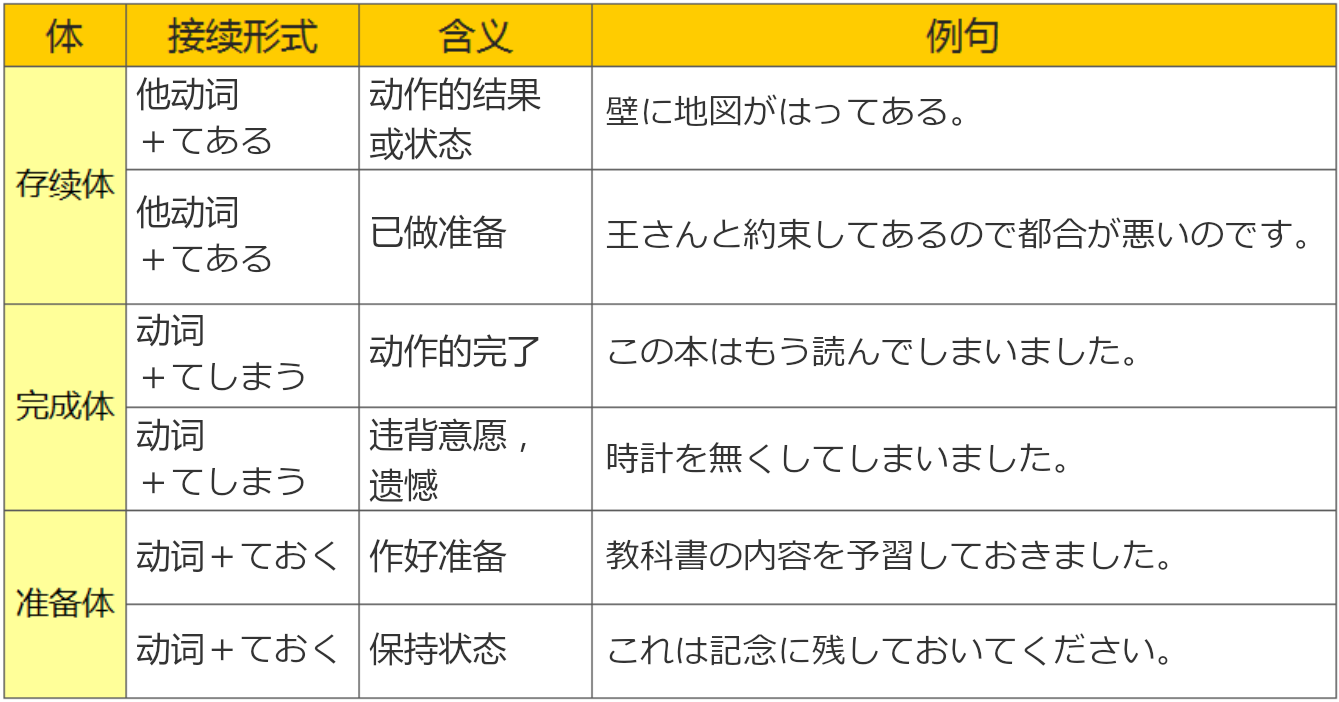 体 接续形式 含义 例句
存续体
他动词
＋てある
动作的结果
或状态
壁に地図がはってある。
他动词
＋てある
已做准备
王さんと約束してあるので都合が悪いのです。
完成体
动词
＋てしまう
动作的完了
この本はもう読んでしまいました。
动词
＋てしまう
违背意愿，
遗憾
時計を無くしてしまいました。
准备体
动词＋ておく
作好准备
教科書の内容を予習しておきました。
动词＋ておく
保持状态
これは記念に残しておいてください。